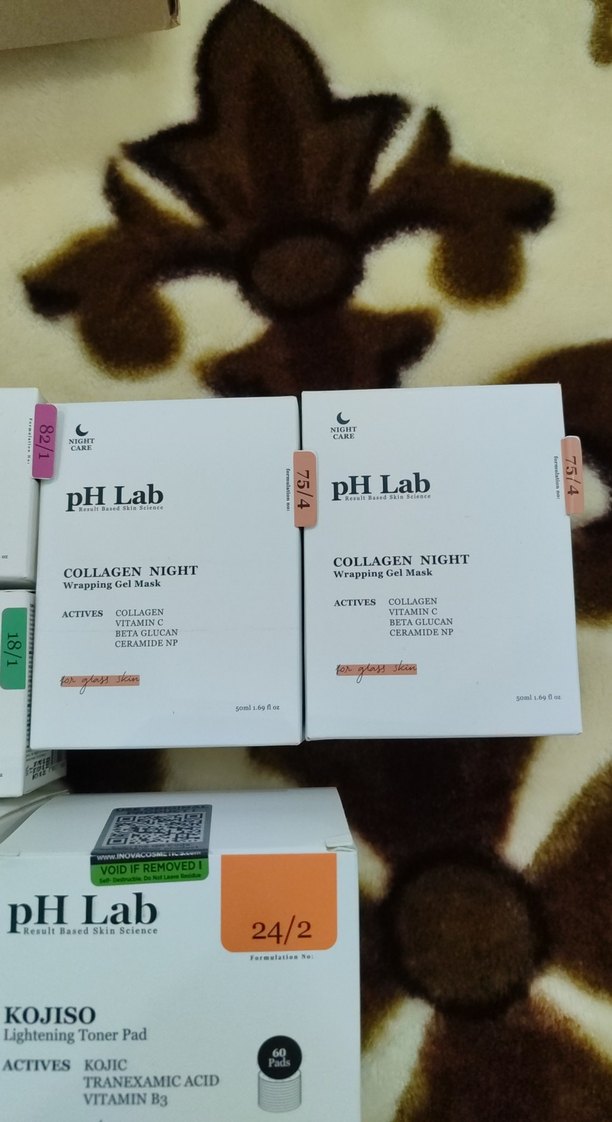 82/1
Formulation No:
NIGHT
CARE
pH Lab
Result Based Skin Science
formulation no:
75/4
COLLAGEN NIGHT
Wrapping Gel Mask
ACTIVES COLLAGEN
VITAMIN C
BETA GLUCAN
CERAMIDE NP
for glass skin
50ml 1.69 fl oz
NIGHT
CARE
pH Lab
Result Based Skin Science
formulation no:
75/4
COLLAGEN NIGHT
Wrapping Gel Mask
ACTIVES COLLAGEN
VITAMIN C
BETA GLUCAN
CERAMIDE NP
for glass skin
50ml 1.69 fl oz
oz
18/1
www.INOVACOSMETICS.com
VOID IF REMOVED !
Self- Destructible, Do Not Leave Residue
pH Lab
Result Based Skin Science
24/2
Formulation No:
KOJISO
Lightening Toner Pad
60
Pads
ACTIVES KOJIC
TRANEXAMIC ACID
VITAMIN B3